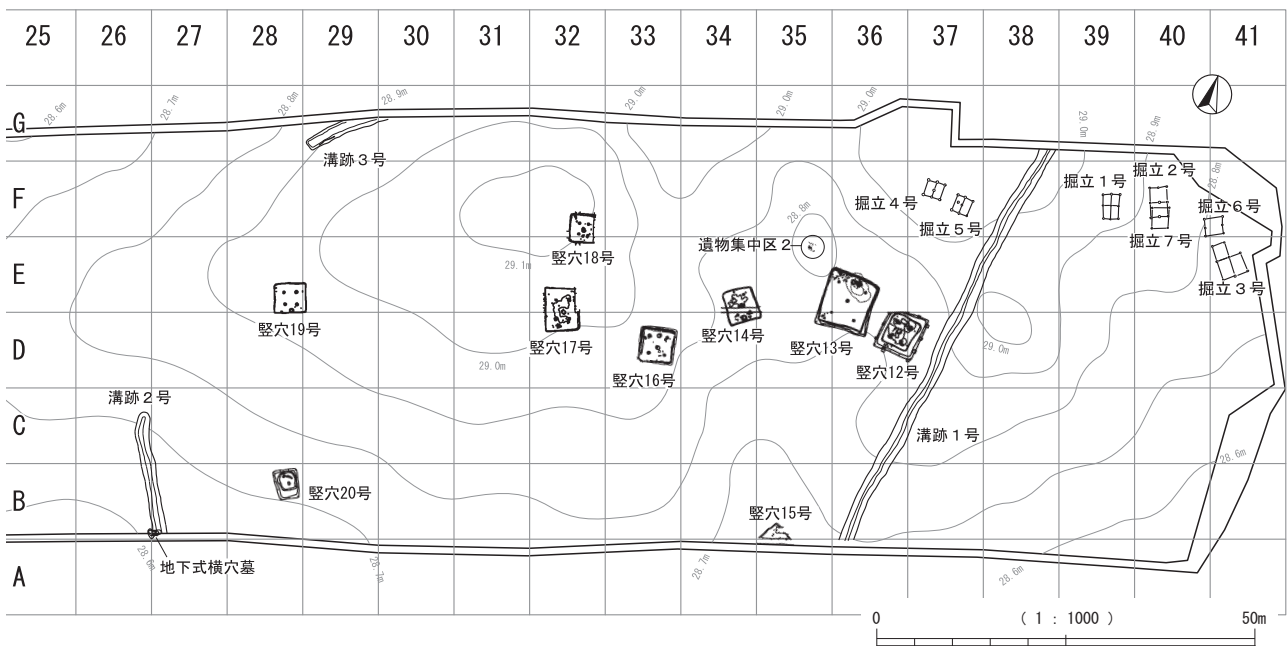 25 26 27 28 29 30 31 32 33 34 35 36 37 38 39 40 41
28.6m
28.7m
28.8m
28.9m
29.0m
29.0m
29.0m
29.0m
28.9m
28.8m
G
溝跡3号
F
掘立4号
掘立5号
掘立1号
掘立2号
掘立7号
掘立6号
掘立3号
28.8m
遺物集中区2
竪穴18号
29.1m
E
竪穴19号
竪穴17号
竪穴14号
竪穴13号
竪穴12号
竪穴16号
D
29.0m
29.0m
溝跡2号
C
溝跡1号
28.6m
竪穴20号
B
竪穴15号
地下式横穴墓
28.6m
28.7m
28.7m
28.6m
A
0 (1:1000) 50m